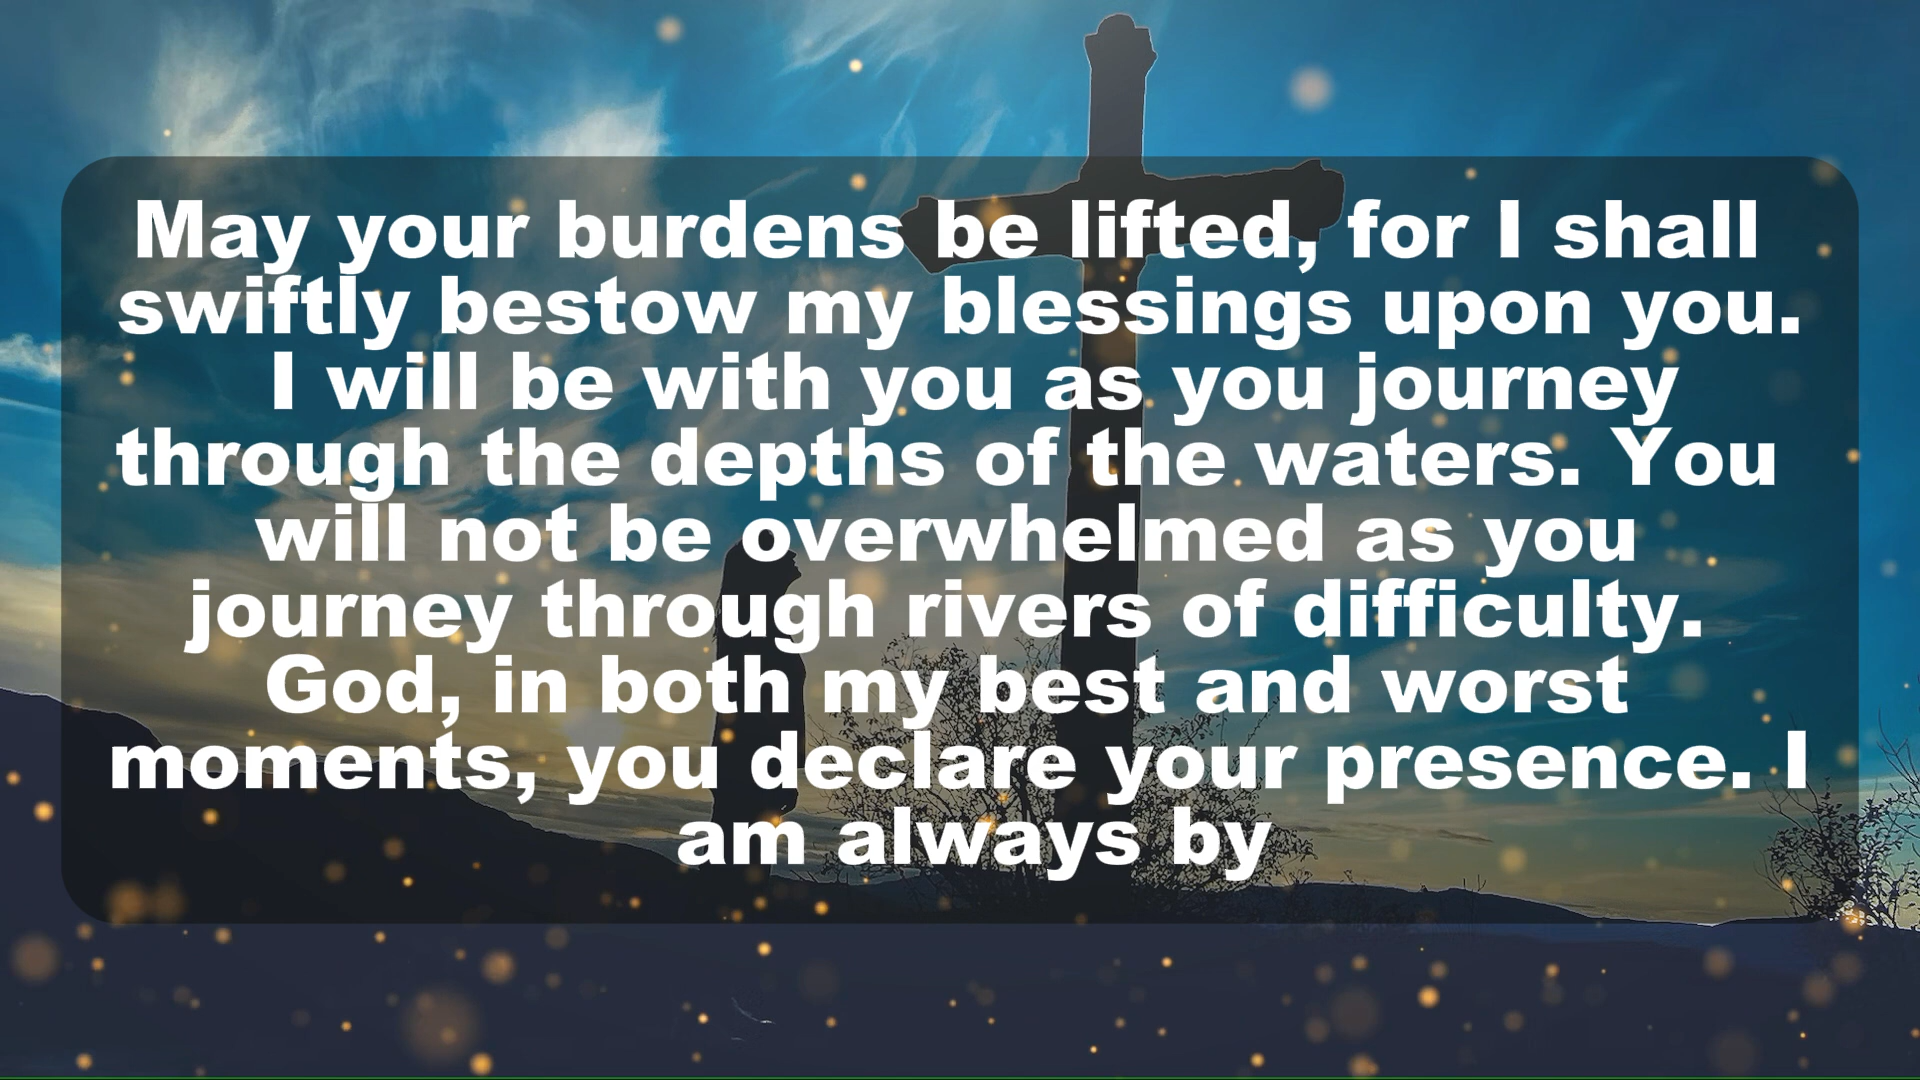 May your burdens be lifted, for I shall
swiftly bestow my blessings upon you.
I will be with you as you journey
through the depths of the waters. You
will not be overwhelmed as you
journey through rivers of difficulty.
God, in both my best and worst
moments, you declare your presence. I
am always by